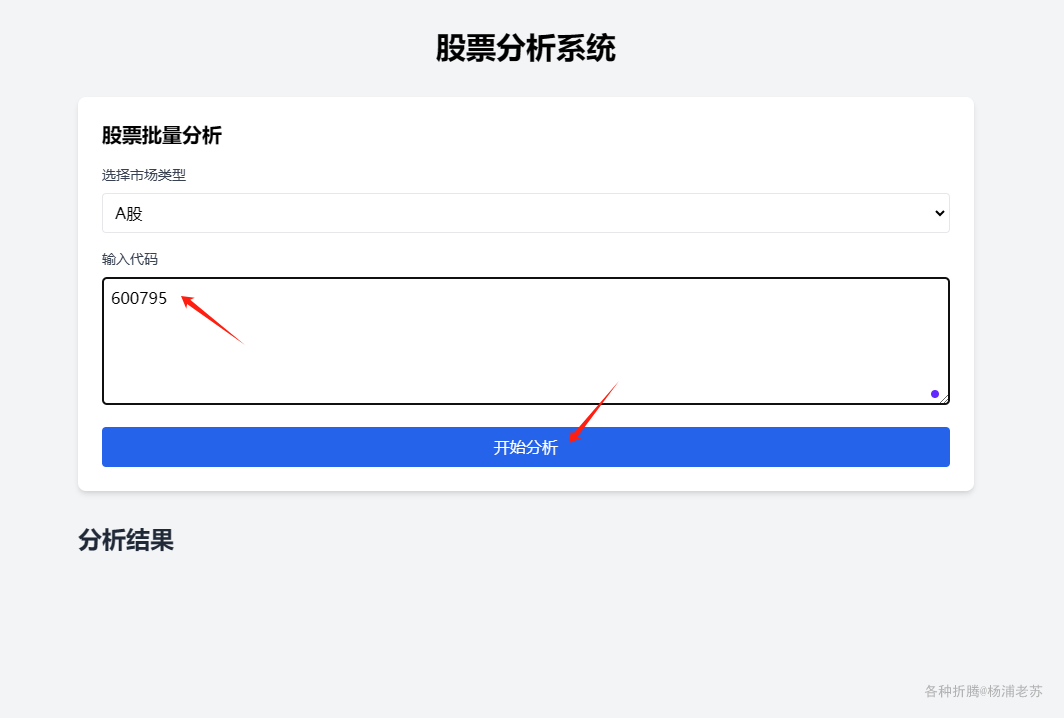 股票分析系统
股票批量分析
选择市场类型
A股
输入代码
600795
开始分析
分析结果
各种折腾@杨浦老苏